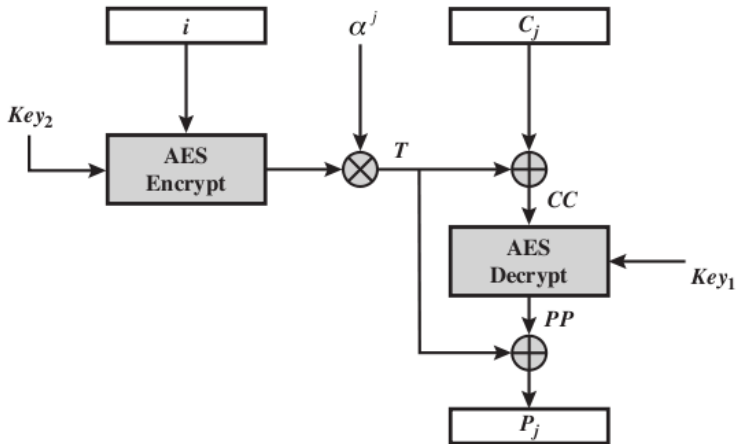 i
α^j
C_j
Key_2
AES
Encrypt
T
CC
AES
Decrypt
Key_1
PP
P_j